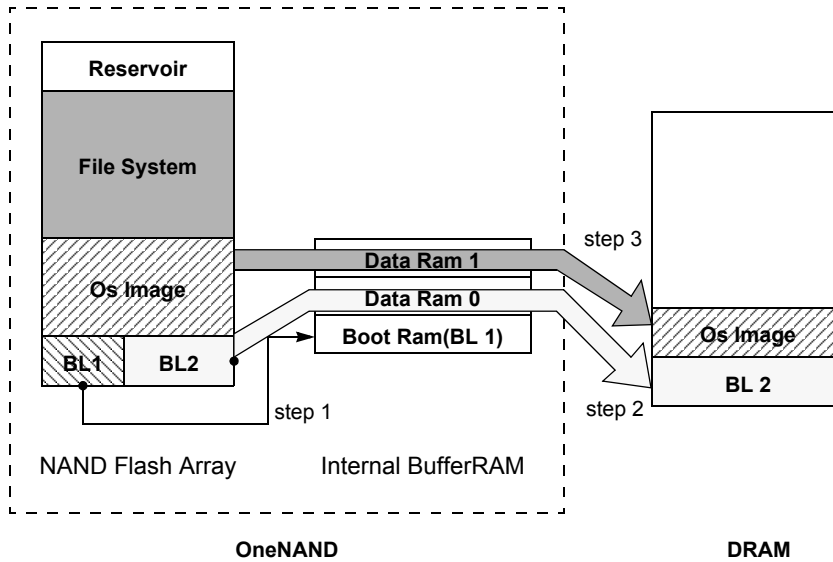 Reservoir
File System
step 3
Data Ram 1
Os Image
Data Ram 0
Os Image
Boot Ram(BL 1)
BL1
BL2
BL 2
step 1
step 2
NAND Flash Array
Internal BufferRAM
OneNAND
DRAM